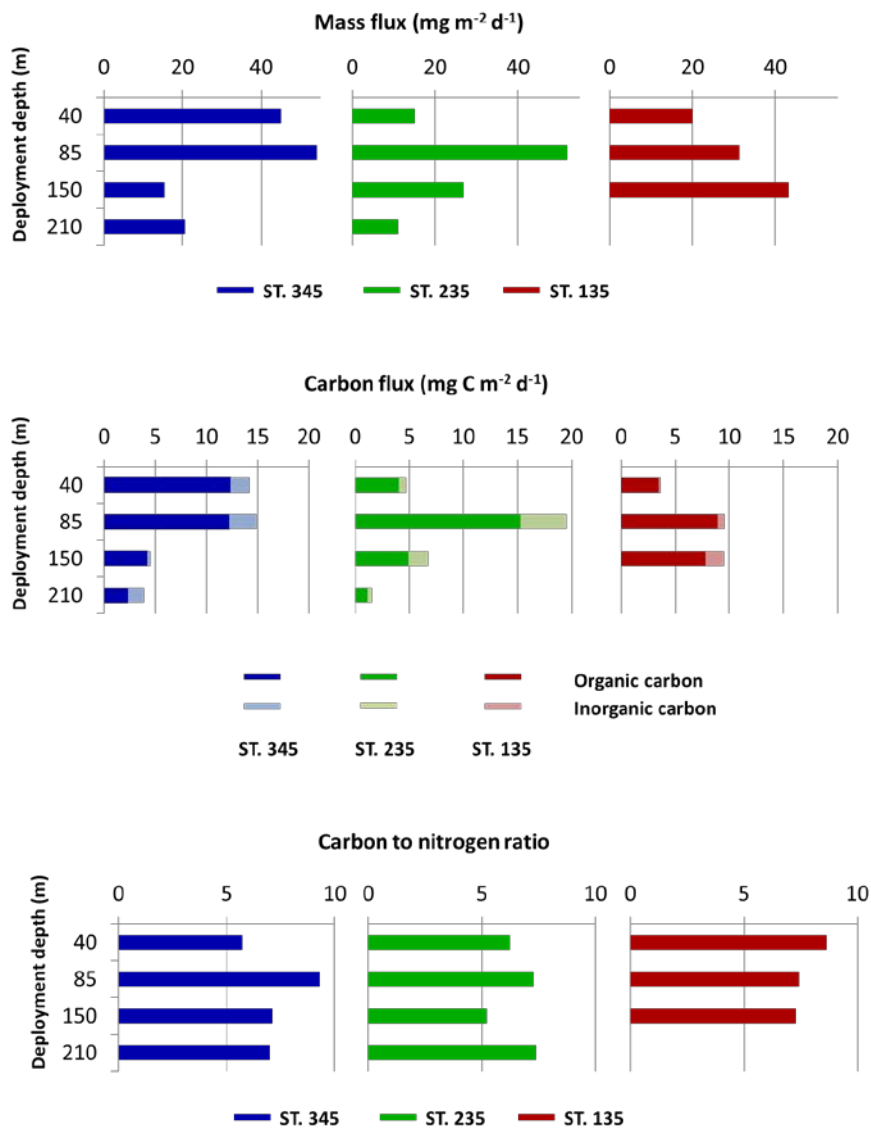 Mass flux (mg m⁻² d⁻¹)
0 20 40 0 20 40 0 20 40
Deployment depth (m)
40
85
150
210
ST. 345 ST. 235 ST. 135
Carbon flux (mg C m⁻² d⁻¹)
0 5 10 15 20 0 5 10 15 20 0 5 10 15 20
Deployment depth (m)
40
85
150
210
Organic carbon
Inorganic carbon
ST. 345 ST. 235 ST. 135
Carbon to nitrogen ratio
0 5 10 0 5 10 0 5 10
Deployment depth (m)
40
85
150
210
ST. 345 ST. 235 ST. 135